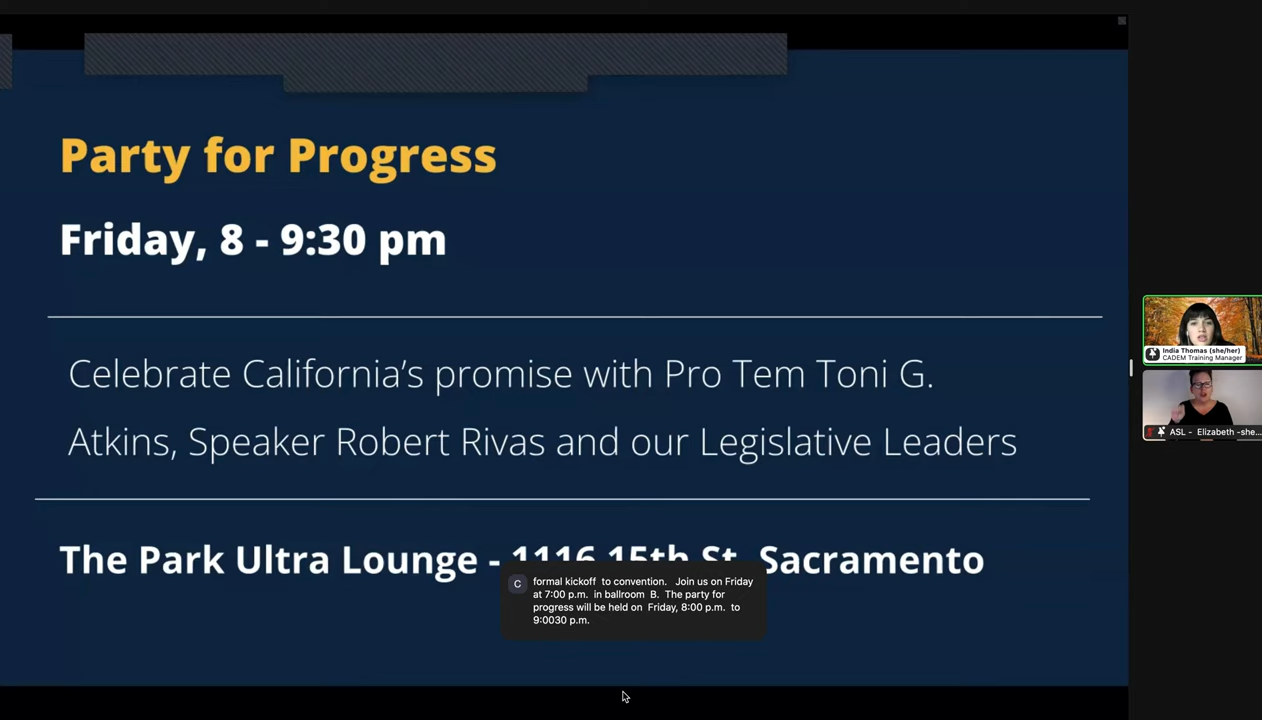 Party for Progress
Friday, 8 - 9:30 pm
Celebrate California’s promise with Pro Tem Toni G.
Atkins, Speaker Robert Rivas and our Legislative Leaders
The Park Ultra Lounge - 1116 15th St, Sacramento
C
formal kickoff to convention. Join us on Friday
at 7:00 p.m. in ballroom B. The party for
progress will be held on Friday, 8:00 p.m. to
9:0030 p.m.
India Thomas (she/her)
CADEM Training Manager
ASL - Elizabeth -she...